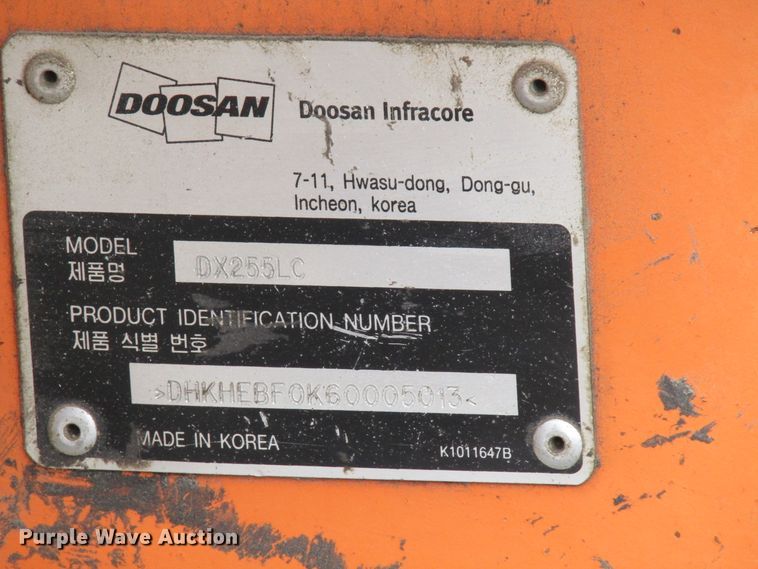 DOOSAN Doosan Infracore
7-11, Hwasu-dong, Dong-gu,
Incheon, korea
MODEL
제품명
DX255LC
PRODUCT IDENTIFICATION NUMBER
제품 식별 번호
>DHKHEBF0K60005013<
MADE IN KOREA
K1011647B
Purple Wave Auction